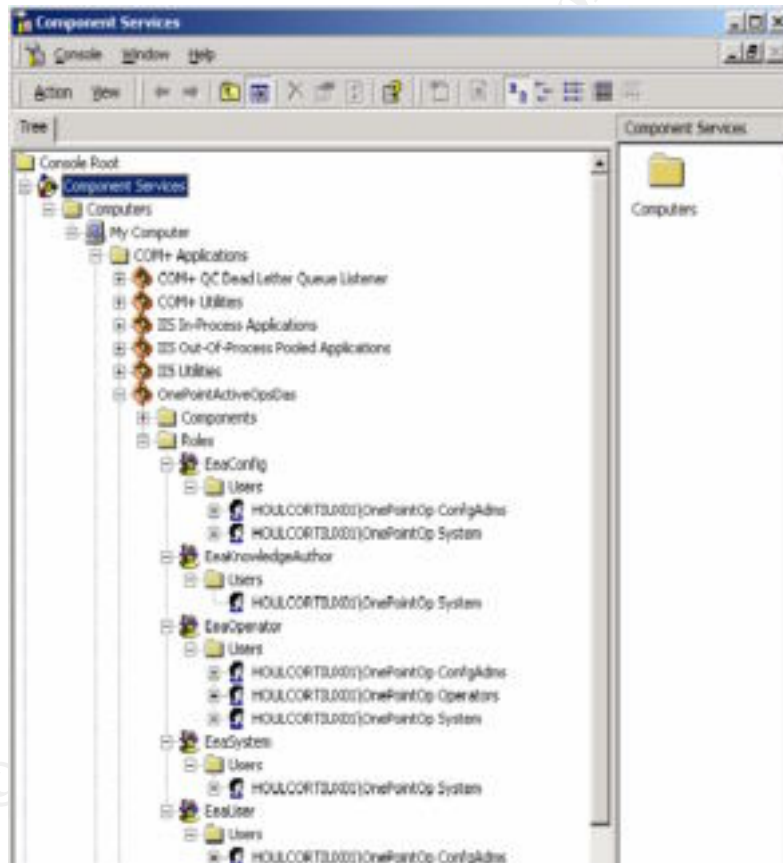 Component Services
Console Window Help
Action View
Tree
Component Services
Console Root
Component Services
Computers
Computers
My Computer
COM+ Applications
COM+ QC Dead Letter Queue Listener
COM+ Utilities
IIS In-Process Applications
IIS Out-Of-Process Pooled Applications
IIS Utilities
OnePointActiveOpsDas
Components
Roles
EeaConfig
Users
OnePointOp ConfgAdms
OnePointOp System
EeaKnowledgeAuthor
Users
OnePointOp System
EeaOperator
Users
OnePointOp ConfgAdms
OnePointOp Operators
OnePointOp System
EeaSystem
Users
OnePointOp System
EeaUser
Users
OnePointOp ConfgAdms